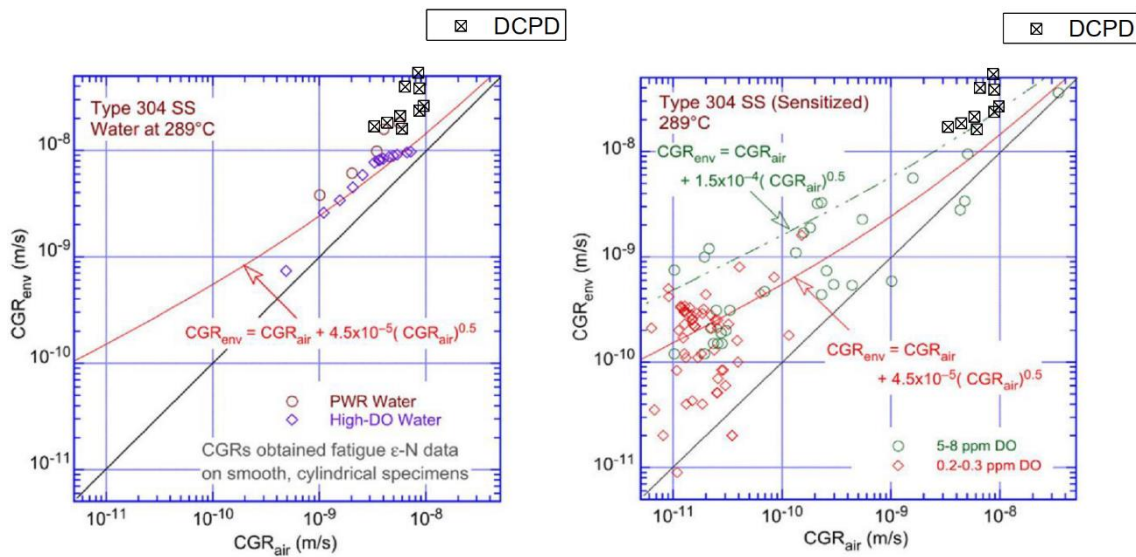 DCPD
Type 304 SS
Water at 289°C
CGRenv = CGRair + 4.5x10–5( CGRair)0.5
PWR Water
High-DO Water
CGRs obtained fatigue ε-N data
on smooth, cylindrical specimens
CGRenv (m/s)
10–8
10–9
10–10
10–11
10–11
10–10
10–9
10–8
CGRair (m/s)
DCPD
Type 304 SS (Sensitized)
289°C
CGRenv = CGRair
+ 1.5x10–4( CGRair)0.5
CGRenv = CGRair
+ 4.5x10–5( CGRair)0.5
5-8 ppm DO
0.2-0.3 ppm DO
CGRenv (m/s)
10–8
10–9
10–10
10–11
10–11
10–10
10–9
10–8
CGRair (m/s)